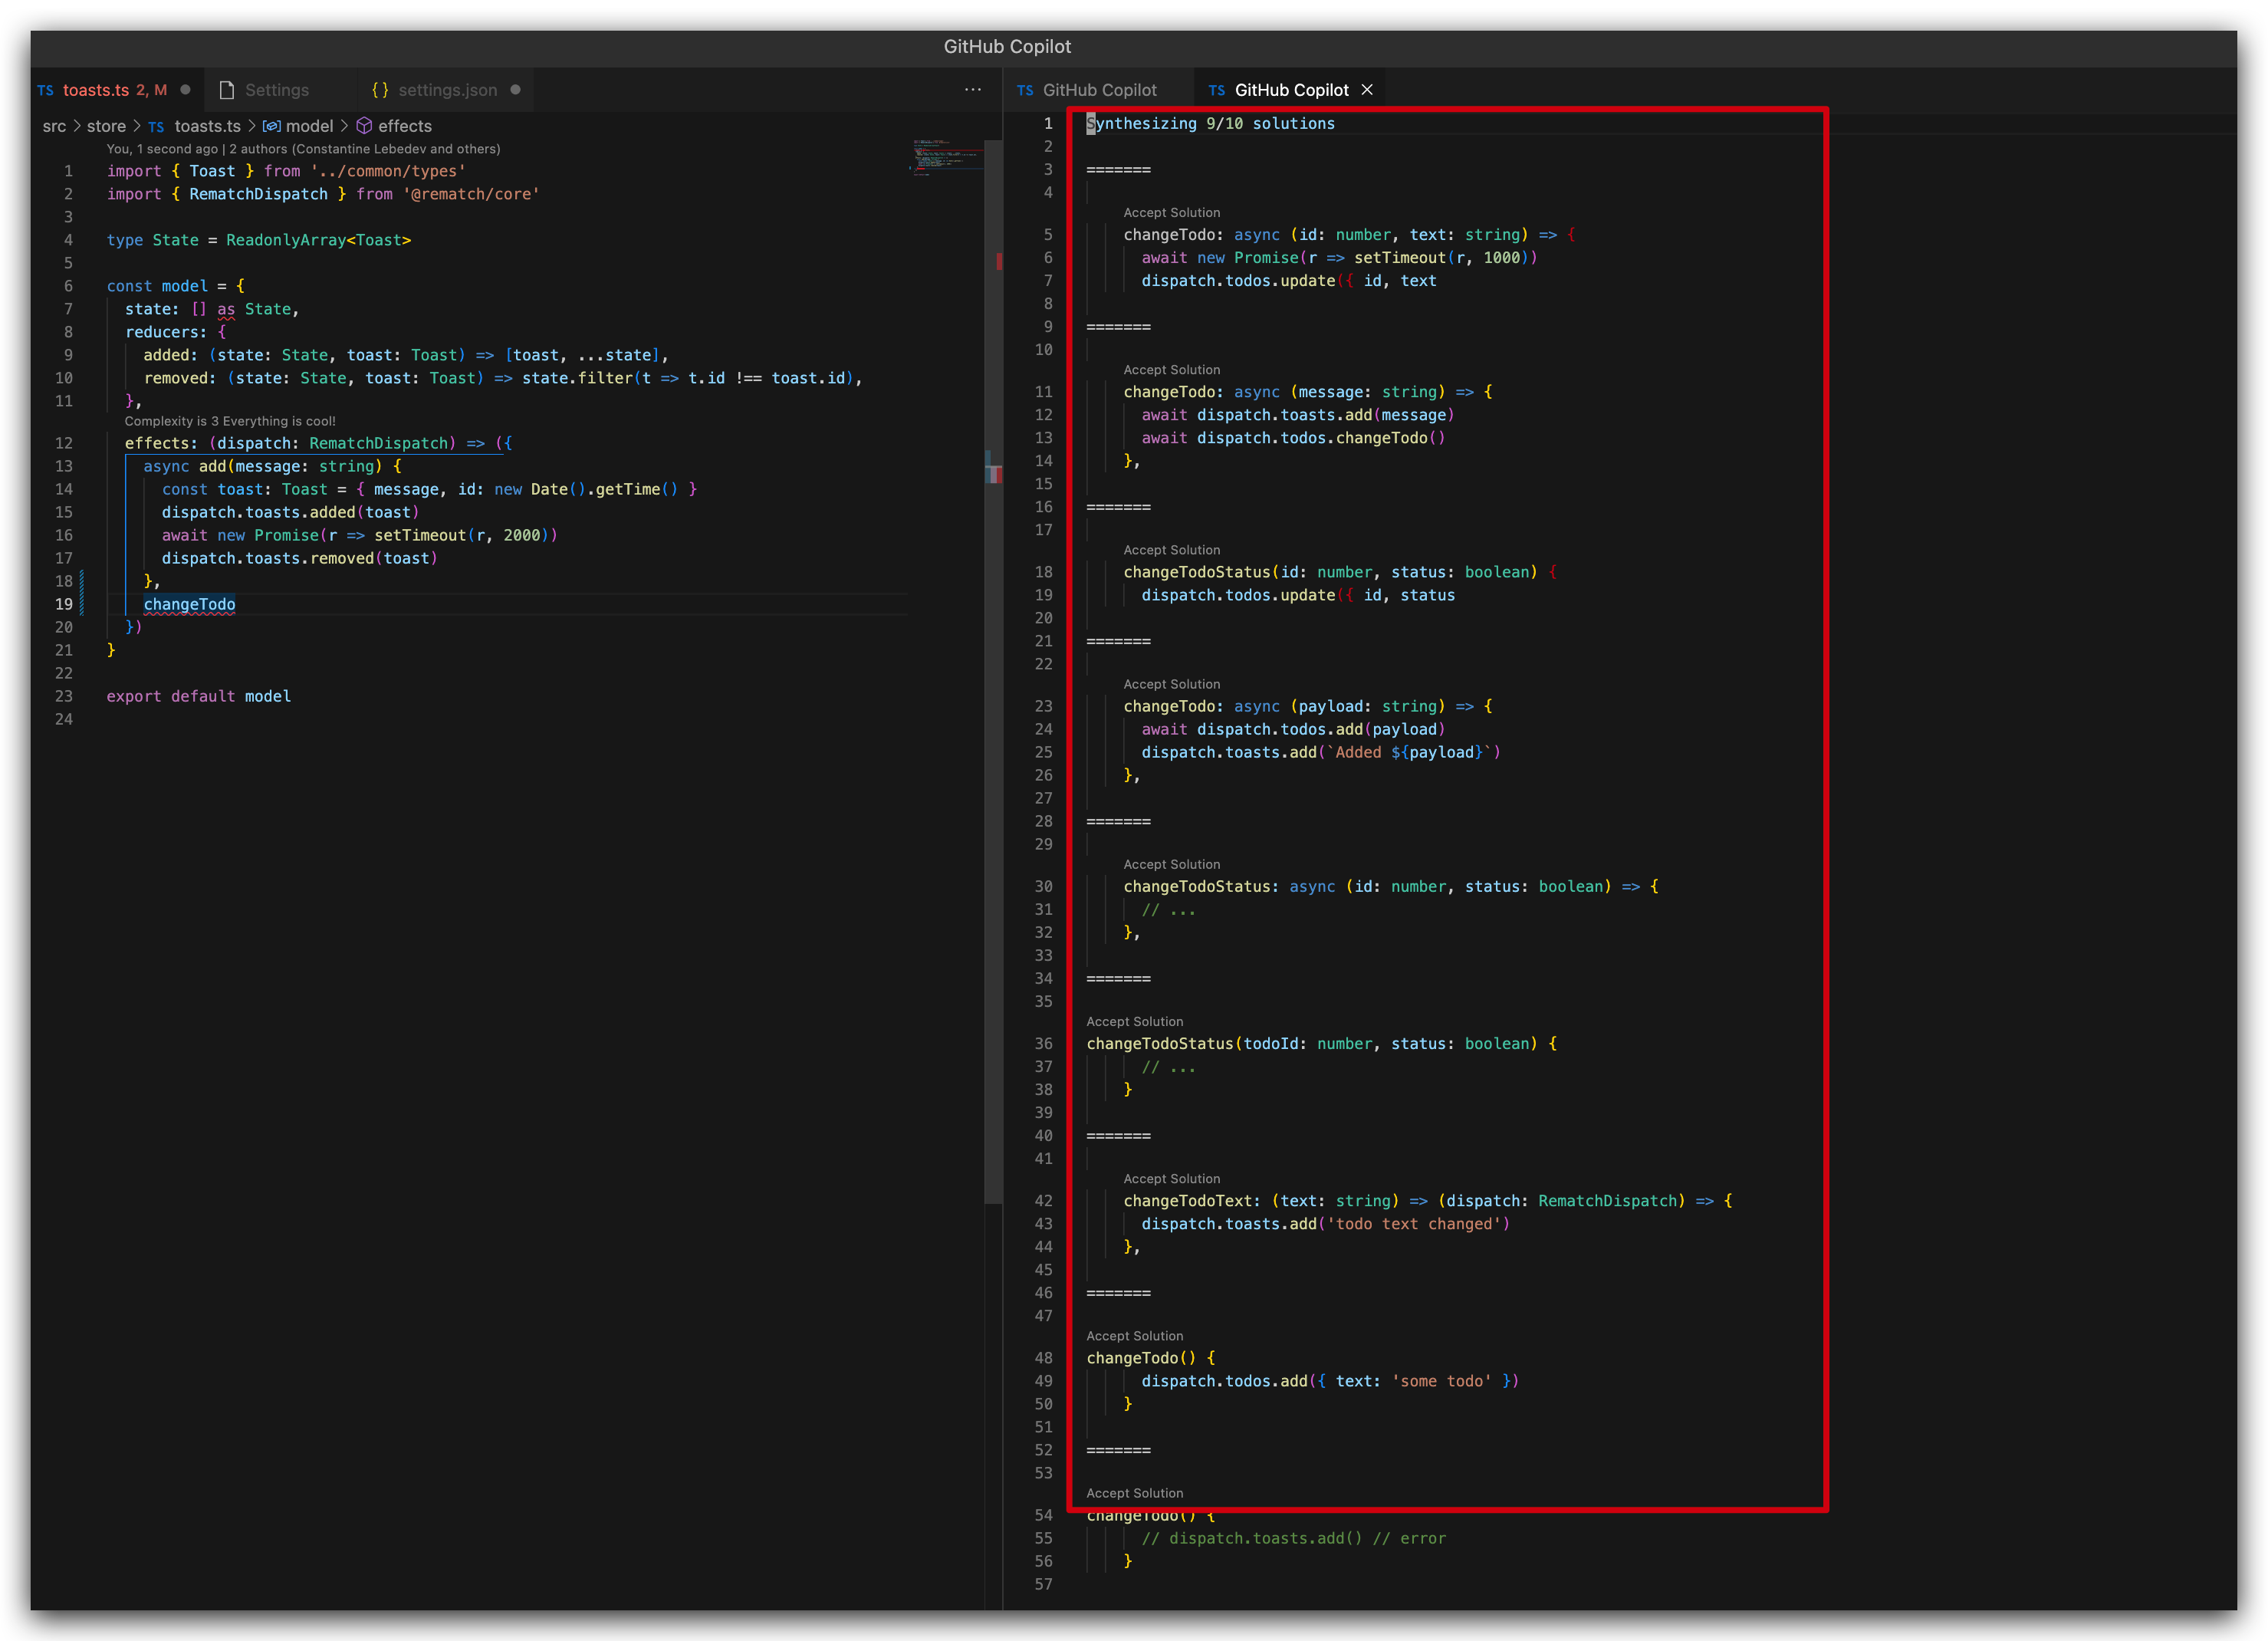 GitHub Copilot
TS toasts.ts 2, M
Settings
{} settings.json
...
src > store > TS toasts.ts > model > effects
You, 1 second ago | 2 authors (Constantine Lebedev and others)
1 import { Toast } from '../common/types'
2 import { RematchDispatch } from '@rematch/core'
3
4 type State = ReadonlyArray<Toast>
5
6 const model = {
7 state: [] as State,
8 reducers: {
9 added: (state: State, toast: Toast) => [toast, ...state],
10 removed: (state: State, toast: Toast) => state.filter(t => t.id !== toast.id),
11 },
Complexity is 3 Everything is cool!
12 effects: (dispatch: RematchDispatch) => ({
13 async add(message: string) {
14 const toast: Toast = { message, id: new Date().getTime() }
15 dispatch.toasts.added(toast)
16 await new Promise(r => setTimeout(r, 2000))
17 dispatch.toasts.removed(toast)
18 },
19 changeTodo
20 })
21 }
22
23 export default model
24
TS GitHub Copilot
TS GitHub Copilot ×
1 Synthesizing 9/10 solutions
2
3 =======
4
Accept Solution
5 changeTodo: async (id: number, text: string) => {
6 await new Promise(r => setTimeout(r, 1000))
7 dispatch.todos.update({ id, text
8
9 =======
10
Accept Solution
11 changeTodo: async (message: string) => {
12 await dispatch.toasts.add(message)
13 await dispatch.todos.changeTodo()
14 },
15
16 =======
17
Accept Solution
18 changeTodoStatus(id: number, status: boolean) {
19 dispatch.todos.update({ id, status
20
21 =======
22
Accept Solution
23 changeTodo: async (payload: string) => {
24 await dispatch.todos.add(payload)
25 dispatch.toasts.add(`Added ${payload}`)
26 },
27
28 =======
29
Accept Solution
30 changeTodoStatus: async (id: number, status: boolean) => {
31 // ...
32 },
33
34 =======
35
Accept Solution
36 changeTodoStatus(todoId: number, status: boolean) {
37 // ...
38 }
39
40 =======
41
Accept Solution
42 changeTodoText: (text: string) => (dispatch: RematchDispatch) => {
43 dispatch.toasts.add('todo text changed')
44 },
45
46 =======
47
Accept Solution
48 changeTodo() {
49 dispatch.todos.add({ text: 'some todo' })
50 }
51
52 =======
53
Accept Solution
54 changeTodo() {
55 // dispatch.toasts.add() // error
56 }
57